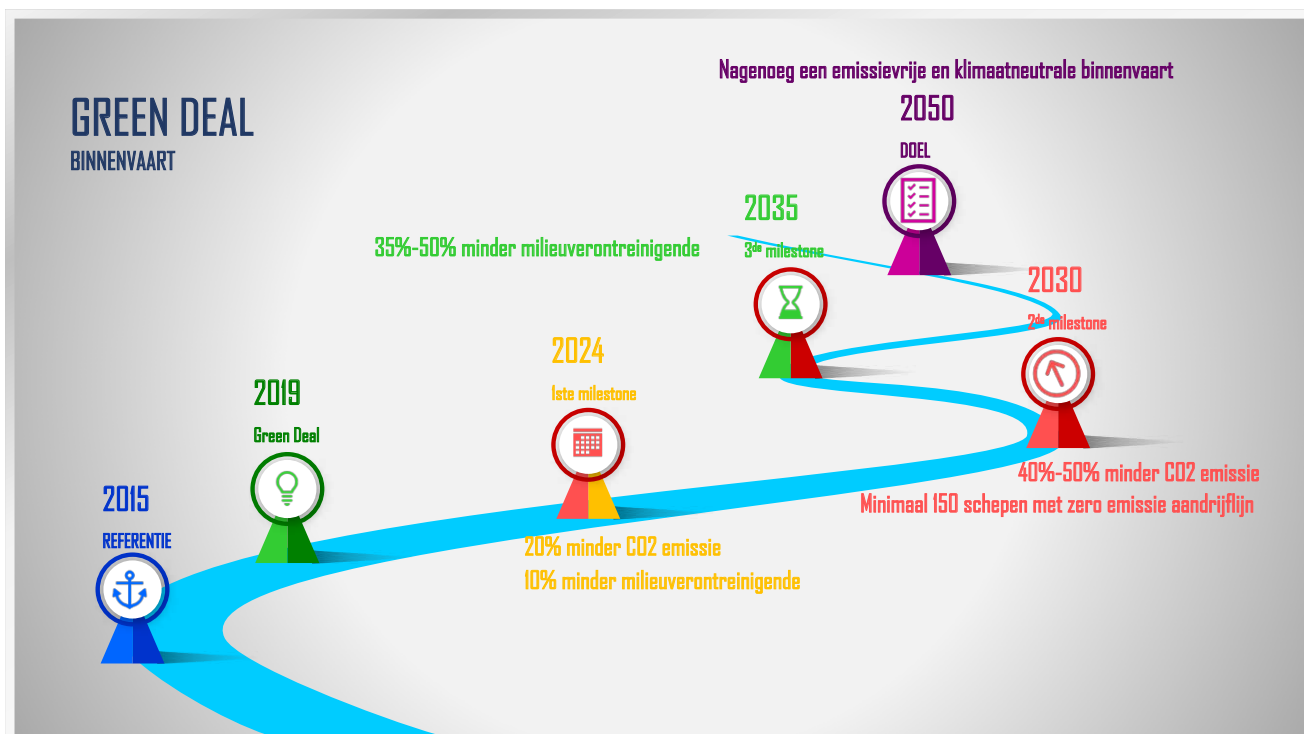 GREEN DEAL
BINNENVAART
Nagenoeg een emissievrije en klimaatneutrale binnenvaart
2050
DOEL
2035
3de milestone
35%-50% minder milieuverontreinigende
2030
2de milestone
40%-50% minder CO2 emissie
Minimaal 150 schepen met zero emissie aandrijflijn
2024
1ste milestone
20% minder CO2 emissie
10% minder milieuverontreinigende
2019
Green Deal
2015
REFERENTIE